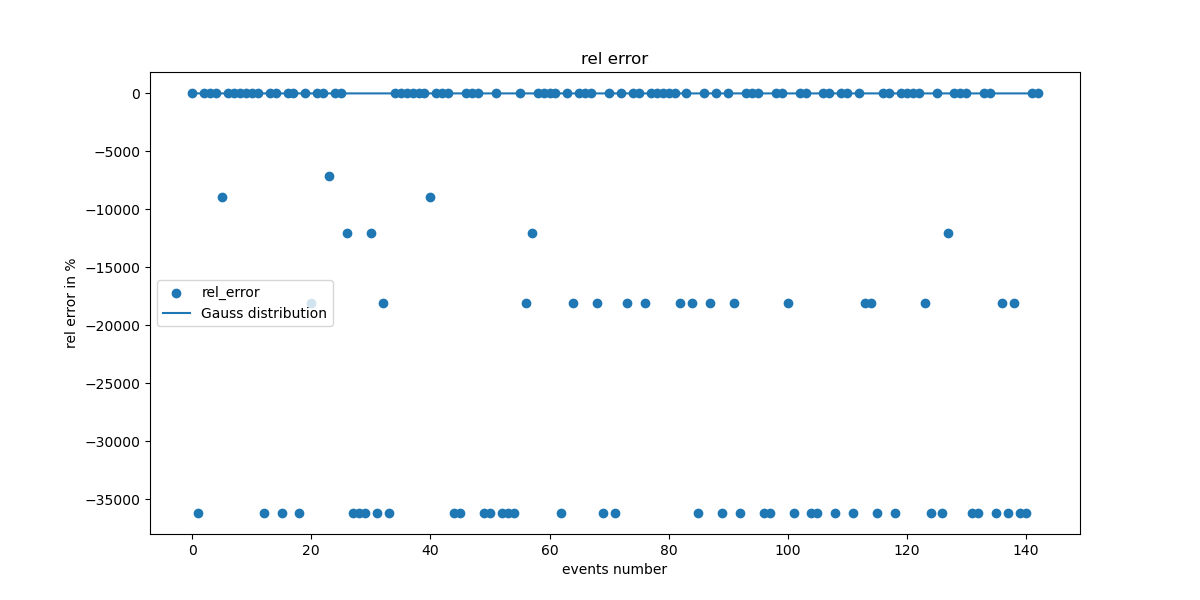 rel error
0
−5000
−10000
−15000
−20000
−25000
−30000
−35000
rel error in %
rel_error
Gauss distribution
0 20 40 60 80 100 120 140
events number